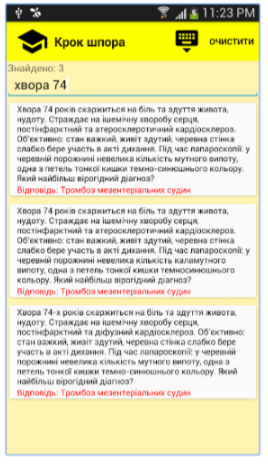 11:23 PM
Крок шпора
ОЧИСТИТИ
Знайдено: 3
хвора 74
Хвора 74 років скаржиться на біль та здуття живота,
нудоту. Страждає на ішемічну хворобу серця,
постінфарктний та атеросклеротичний кардіосклероз.
Об'єктивно: стан важкий, живіт здутий, черевна стінка
слабко бере участь в акті дихання. Під час лапароскопії: у
черевній порожнині невелика кількість мутного випоту,
одна з петель тонкої кишки темно-синюшного кольору.
Який найбільш вірогідний діагноз?
Відповідь: Тромбоз мезентеріальних судин
Хвора 74 років скаржиться на біль та здуття живота,
нудоту. Страждає на ішемічну хворобу серця,
постінфарктний та атеросклеротичний кардіосклероз.
Об'єктивно: стан важкий, живіт здутий, черевна стінка
слабко бере участь в акті дихання. Під час лапароскопії: у
черевній порожнині невелика кількість каламутного
випоту, одна з петель тонкої кишки темносинюшного
кольору. Який найбільш вірогідний діагноз?
Відповідь: Тромбоз мезентеріальних судин
Хвора 74-х років скаржиться на біль та здуття живота,
нудоту. Страждає на ішемічну хворобу серця,
постінфарктний та дифузний кардіосклероз. Об'єктивно:
стан важкий, живіт здутий, черевна стінка слабко бере
участь в акті дихання. Під час лапароскопії: у черевній
порожнині невелика кількість мутного випоту, одна з
петель тонкої кишки темно-синюшного кольору. Який
найбільш вірогідний діагноз?
Відповідь: Тромбоз мезентеріальних судин